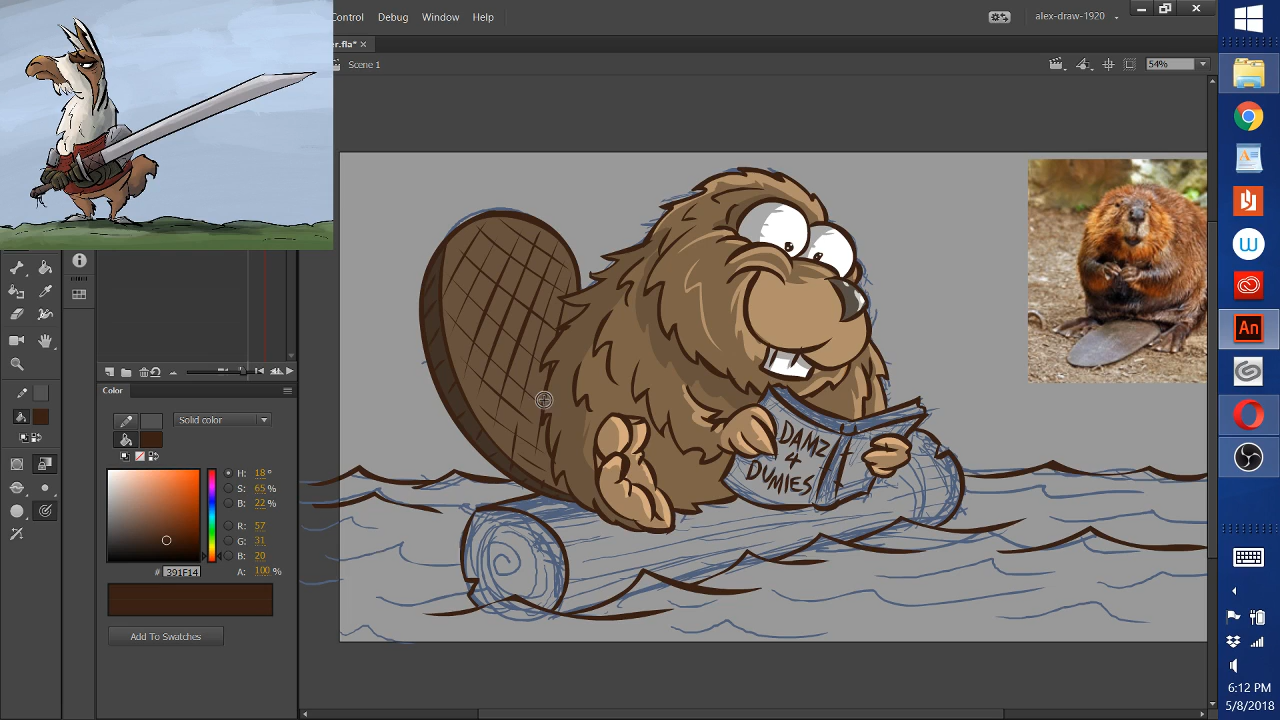 ontrol Debug Window Help
alex-draw-1920
er.fla* ×
Scene 1
54%
Color
Solid color
H: 18 °
S: 65 %
B: 22 %
R: 57
G: 31
B: 20
A: 100 %
# 391F14
Add To Swatches
DAMZ
4
DUMIES
An
6:12 PM
5/8/2018